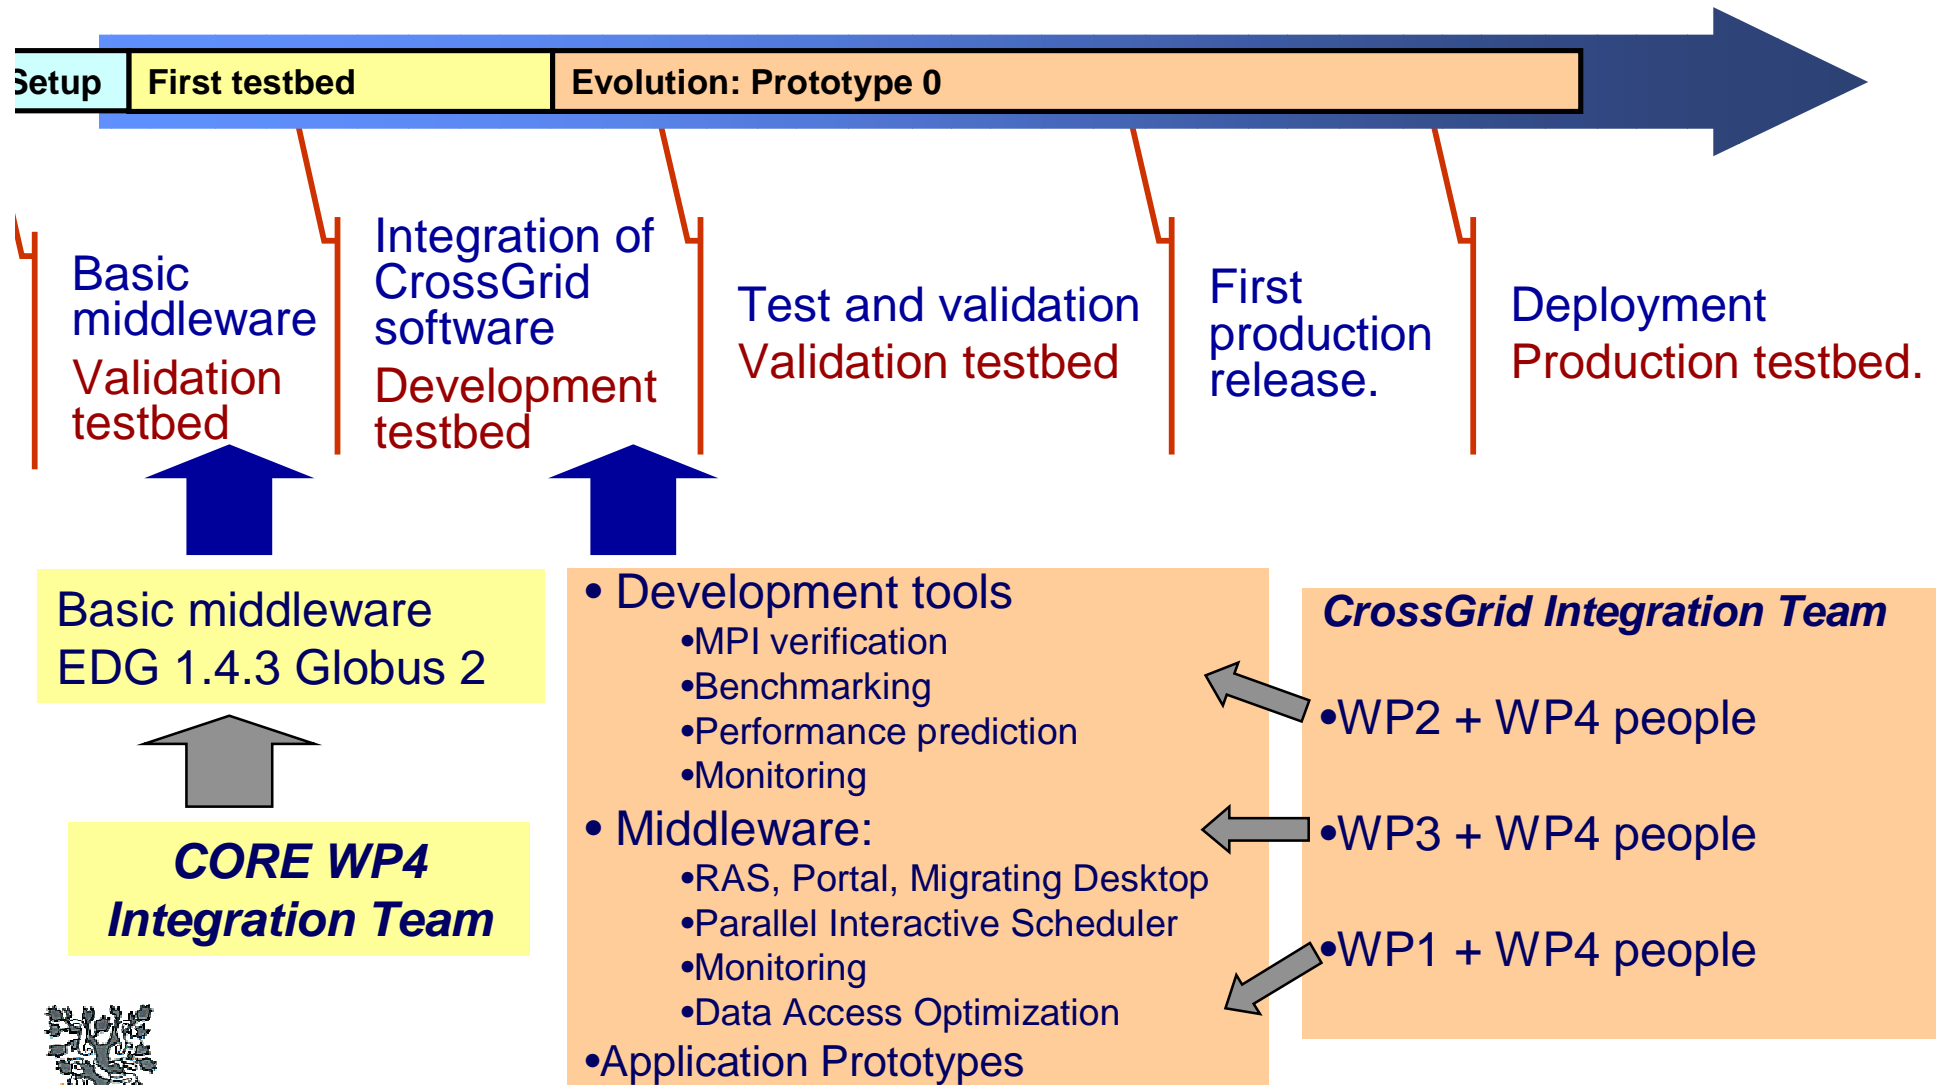 Setup
First testbed
Evolution: Prototype 0
Basic
middleware
Validation
testbed
Integration of
CrossGrid
software
Development
testbed
Test and validation
Validation testbed
First
production
release.
Deployment
Production testbed.
Basic middleware
EDG 1.4.3 Globus 2
CORE WP4
Integration Team
• Development tools
•MPI verification
•Benchmarking
•Performance prediction
•Monitoring
• Middleware:
•RAS, Portal, Migrating Desktop
•Parallel Interactive Scheduler
•Monitoring
•Data Access Optimization
•Application Prototypes
CrossGrid Integration Team
•WP2 + WP4 people
•WP3 + WP4 people
•WP1 + WP4 people